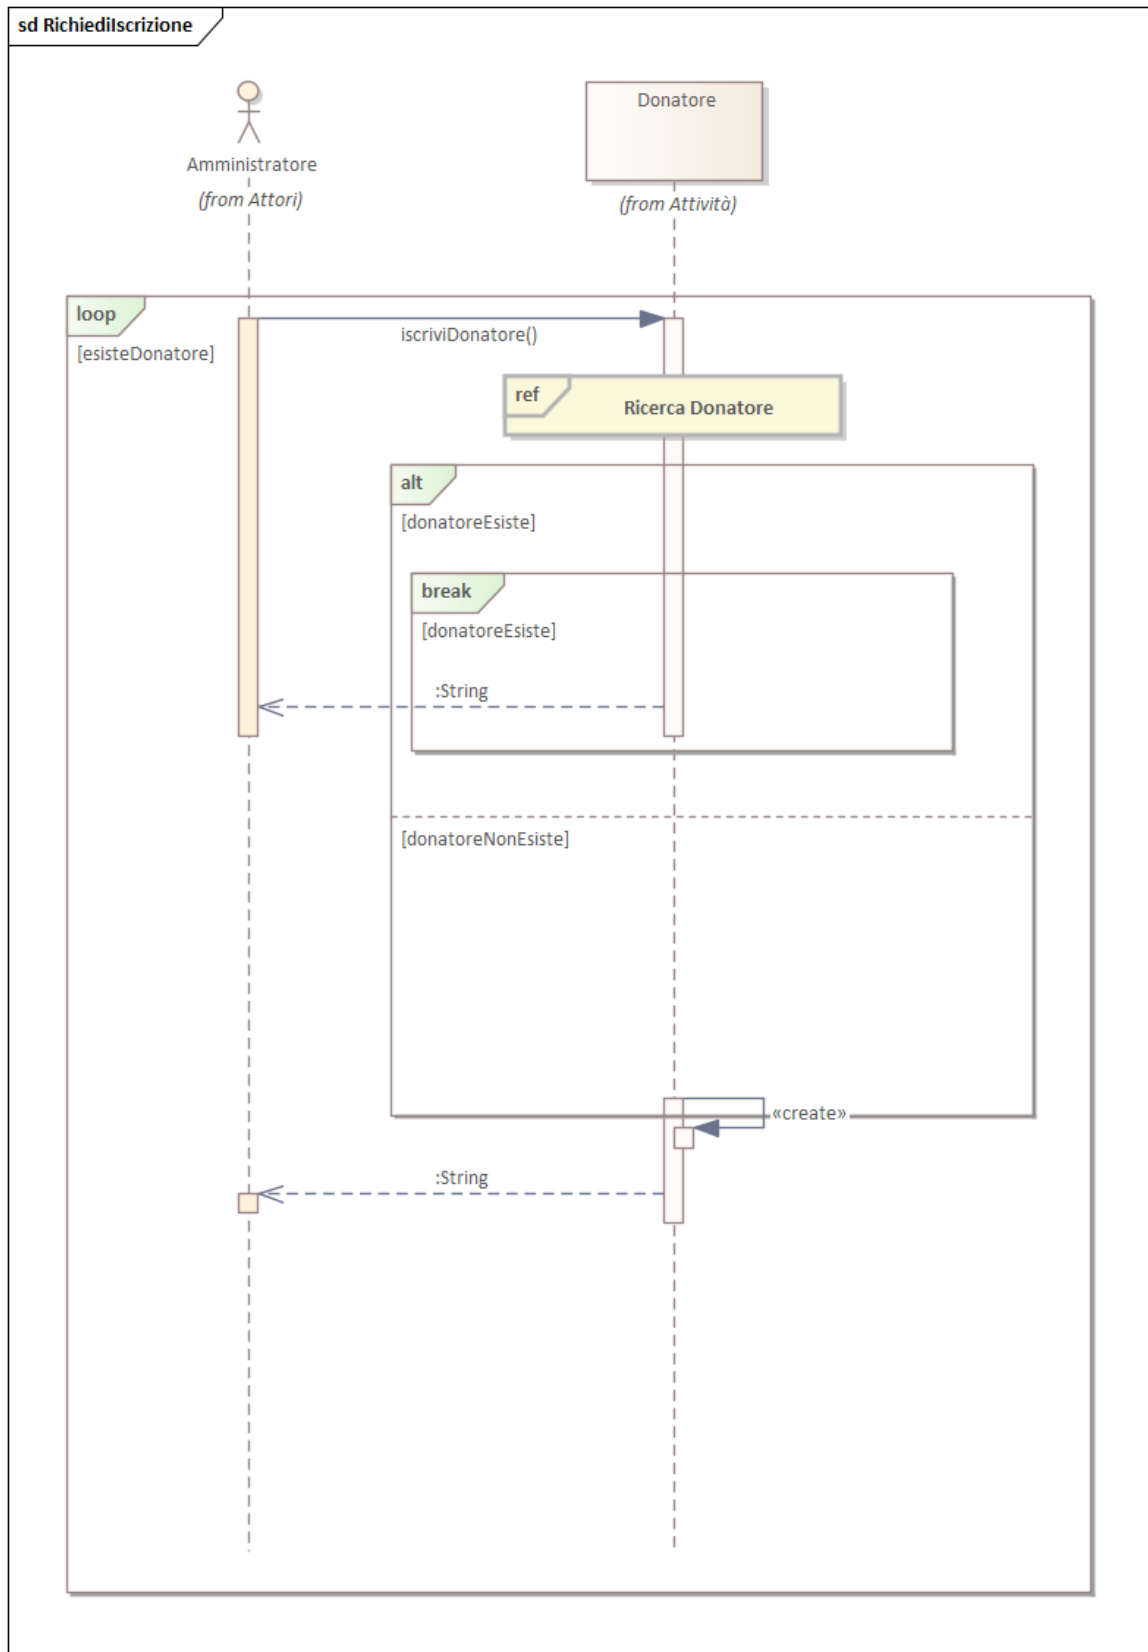 sd RichiediIscrizione
Donatore
Amministratore
(from Attori)
(from Attività)
loop
[esisteDonatore]
iscriviDonatore()
ref
Ricerca Donatore
alt
[donatoreEsiste]
break
[donatoreEsiste]
:String
[donatoreNonEsiste]
«create»
:String